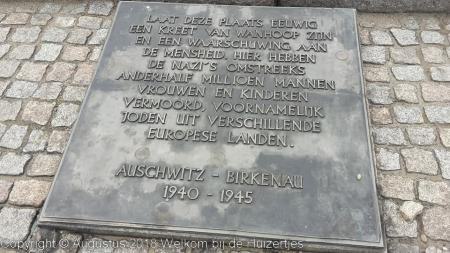 LAAT DEZE PLAATS EEUWIG
EEN KREET VAN WANHOOP ZIJN
EN EEN WAARSCHUWING AAN
DE MENSHEID. HIER HEBBEN
DE NAZI'S OMSTREEKS
ANDERHALF MILLIOEN MANNEN
VROUWEN EN KINDEREN
VERMOORD, VOORNAMELIJK
JODEN UIT VERSCHILLENDE
EUROPESE LANDEN.
AUSCHWITZ - BIRKENAU
1940 - 1945
Copyright © Augustus 2018 Welkom bij de Huizertjes